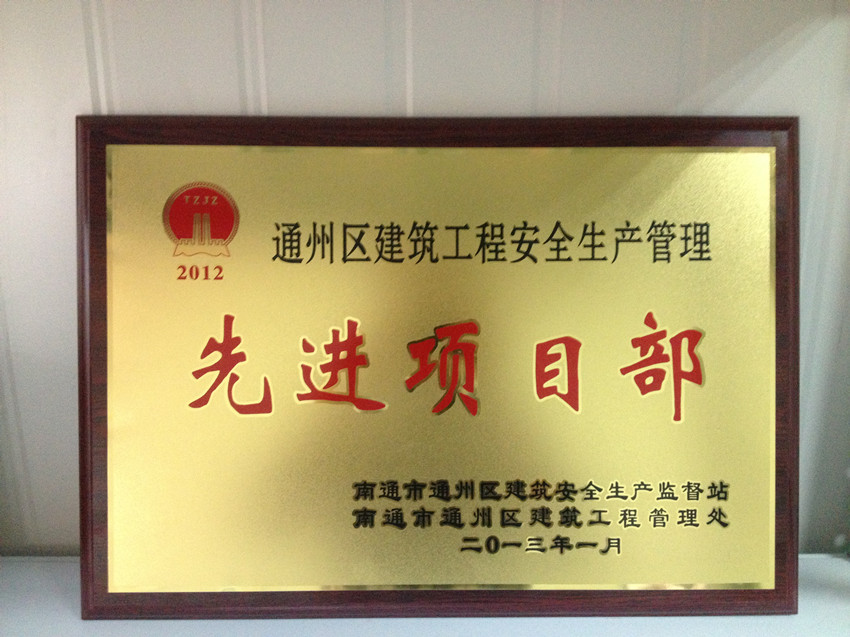 TZJZ
2012
通州区建筑工程安全生产管理
先进项目部
南通市通州区建筑安全生产监督站
南通市通州区建筑工程管理处
二0一三年一月